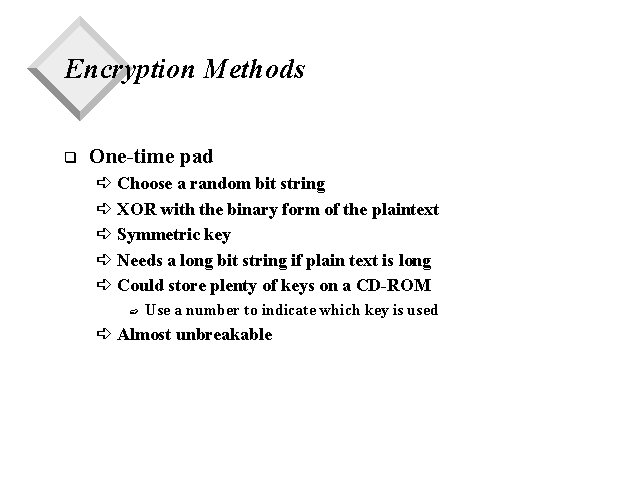 Encryption Methods
One-time pad
Choose a random bit string
XOR with the binary form of the plaintext
Symmetric key
Needs a long bit string if plain text is long
Could store plenty of keys on a CD-ROM
Use a number to indicate which key is used
Almost unbreakable